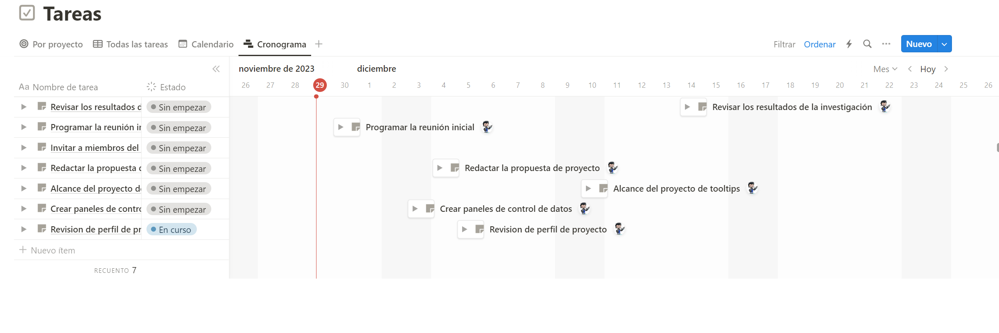 Tareas
Por proyecto Todas las tareas Calendario Cronograma Filtrar Ordenar Nuevo
noviembre de 2023 diciembre Mes Hoy
Aa Nombre de tarea Estado 26 27 28 29 30 1 2 3 4 5 6 7 8 9 10 11 12 13 14 15 16 17 18 19 20 21 22 23 24 25 26
Revisar los resultados d Sin empezar Revisar los resultados de la investigación
Programar la reunión in Sin empezar Programar la reunión inicial
Invitar a miembros del Sin empezar
Redactar la propuesta d Sin empezar Redactar la propuesta de proyecto
Alcance del proyecto de Sin empezar Alcance del proyecto de tooltips
Crear paneles de contro Sin empezar Crear paneles de control de datos
Revision de perfil de pr En curso Revision de perfil de proyecto
Nuevo ítem
RECUENTO 7